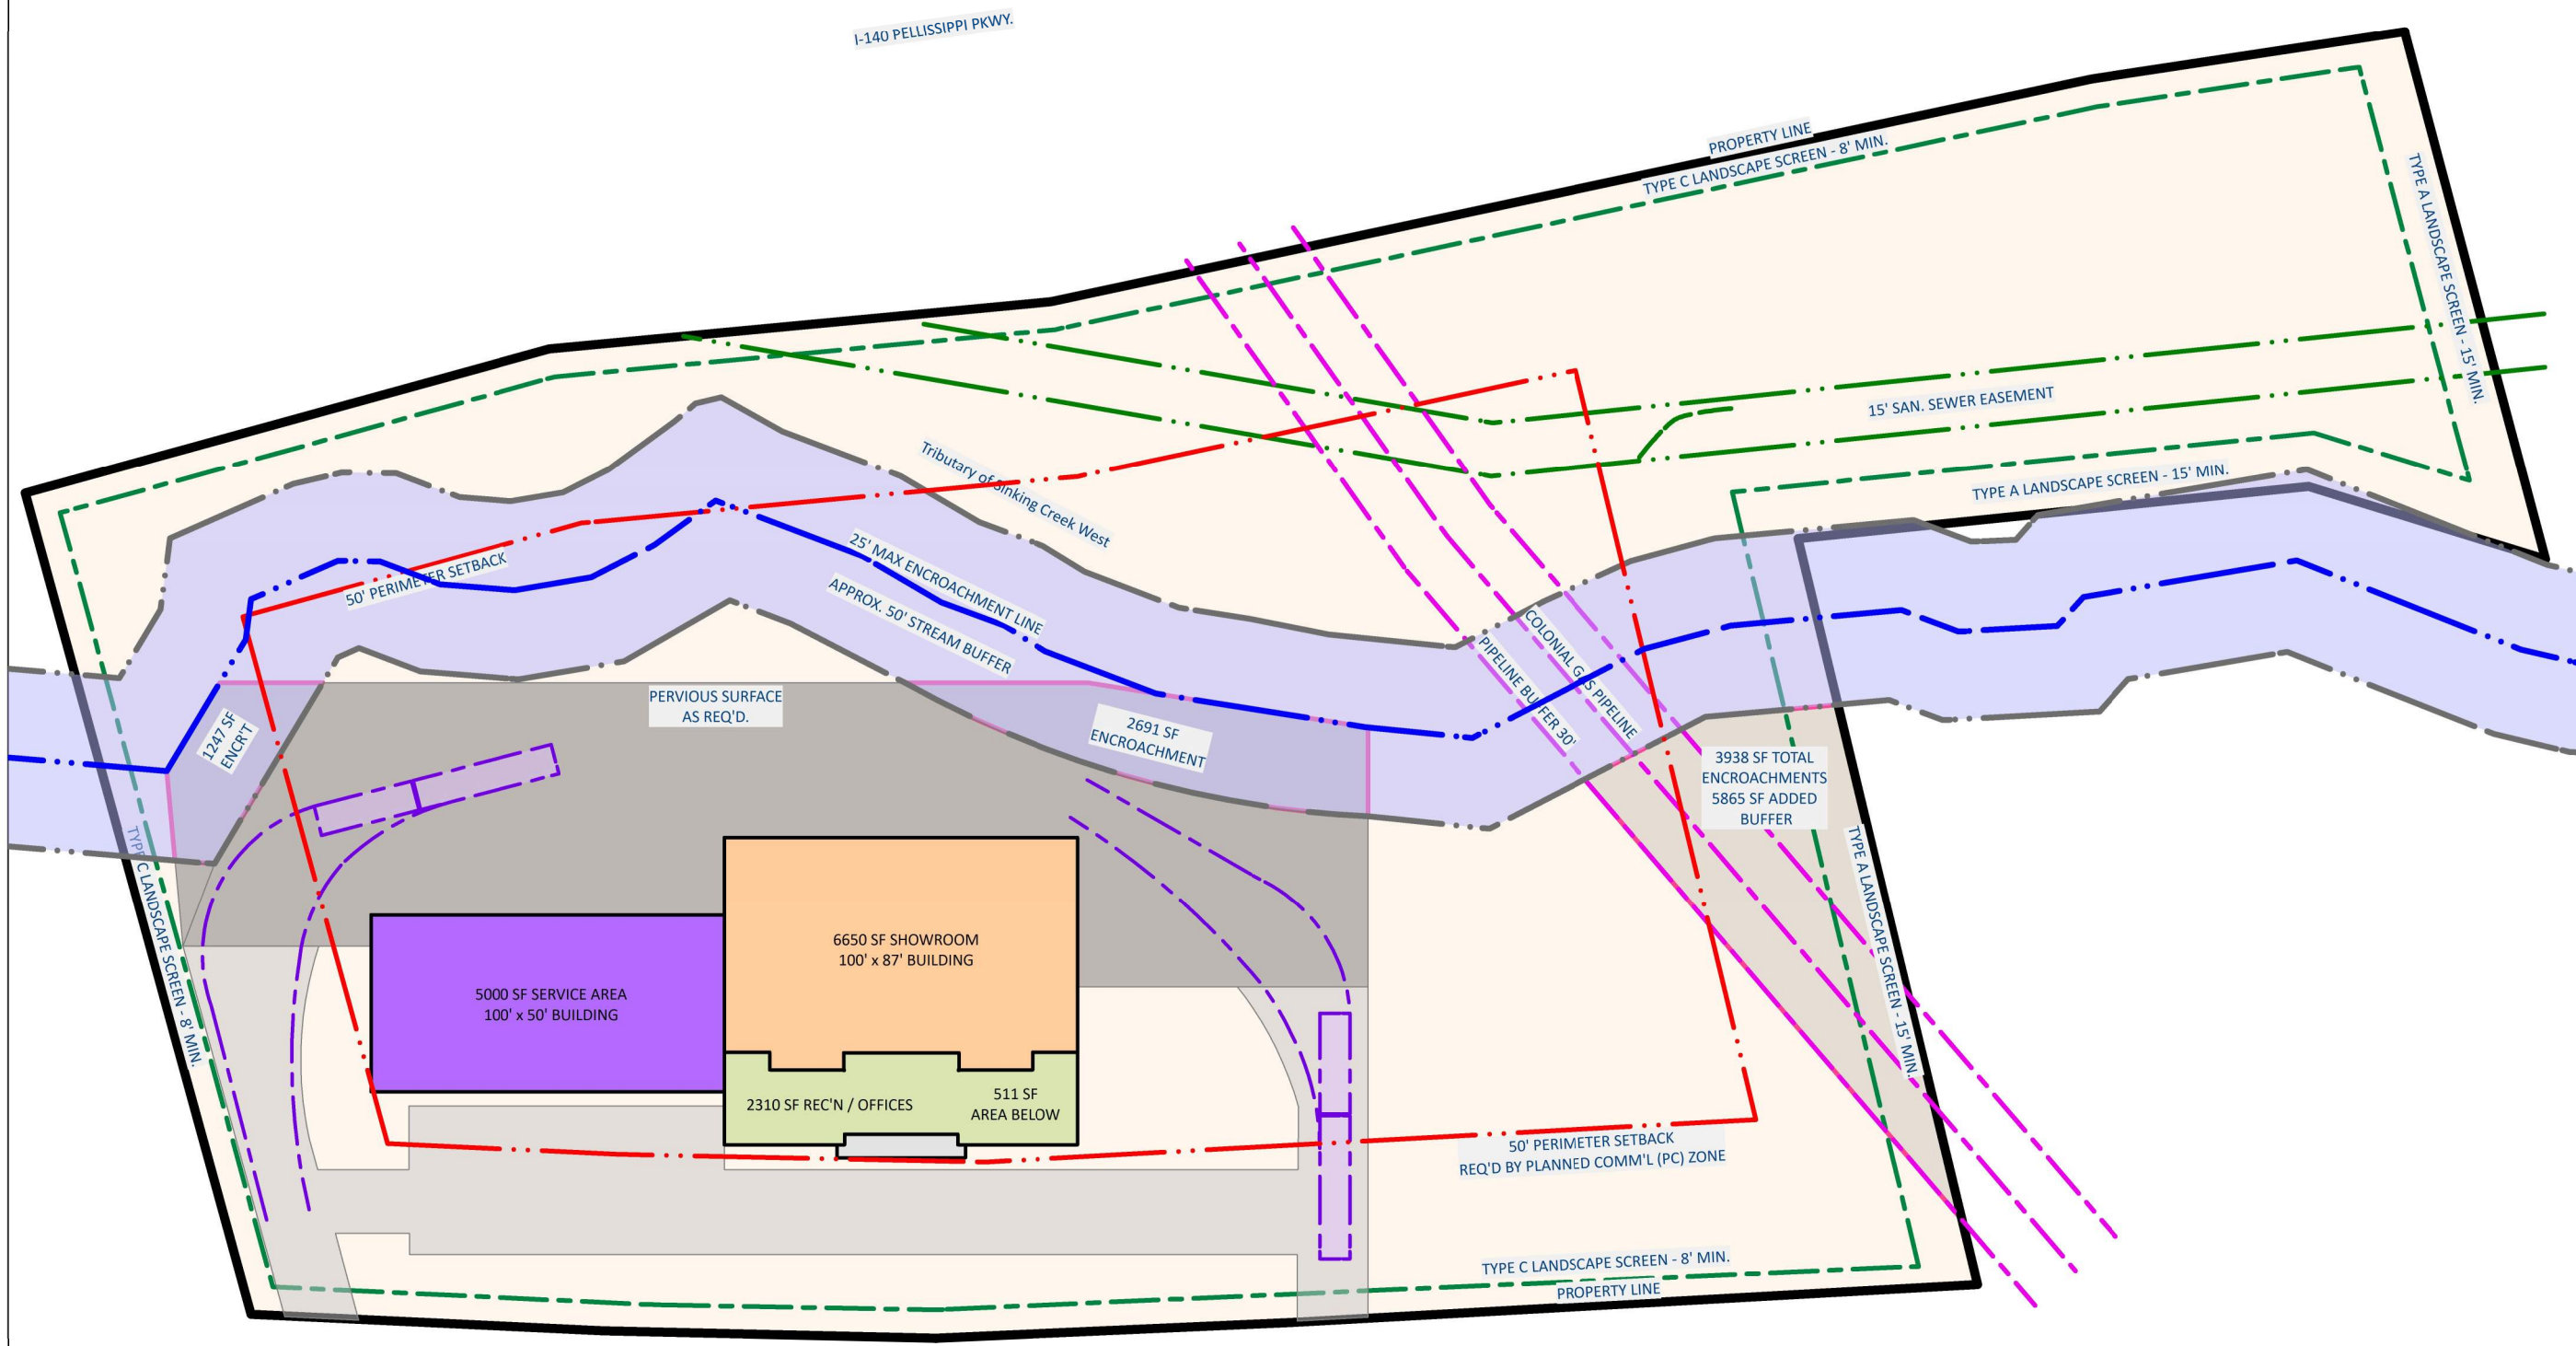 I-140 PELLISSIPPI PKWY.
PROPERTY LINE
TYPE C LANDSCAPE SCREEN - 8' MIN.
TYPE A LANDSCAPE SCREEN - 15' MIN.
15' SAN. SEWER EASEMENT
TYPE A LANDSCAPE SCREEN - 15' MIN.
Tributary of Sinking Creek West
50' PERIMETER SETBACK
25' MAX ENCROACHMENT LINE
APPROX. 50' STREAM BUFFER
COLONIAL GAS PIPELINE
PIPELINE BUFFER 30'
1247 SF
ENCR'T
PERVIOUS SURFACE
AS REQ'D.
2691 SF
ENCROACHMENT
3938 SF TOTAL
ENCROACHMENTS
5865 SF ADDED
BUFFER
TYPE C LANDSCAPE SCREEN - 8' MIN.
TYPE A LANDSCAPE SCREEN - 15' MIN.
6650 SF SHOWROOM
100' x 87' BUILDING
5000 SF SERVICE AREA
100' x 50' BUILDING
2310 SF REC'N / OFFICES
511 SF
AREA BELOW
50' PERIMETER SETBACK
REQ'D BY PLANNED COMM'L (PC) ZONE
TYPE C LANDSCAPE SCREEN - 8' MIN.
PROPERTY LINE